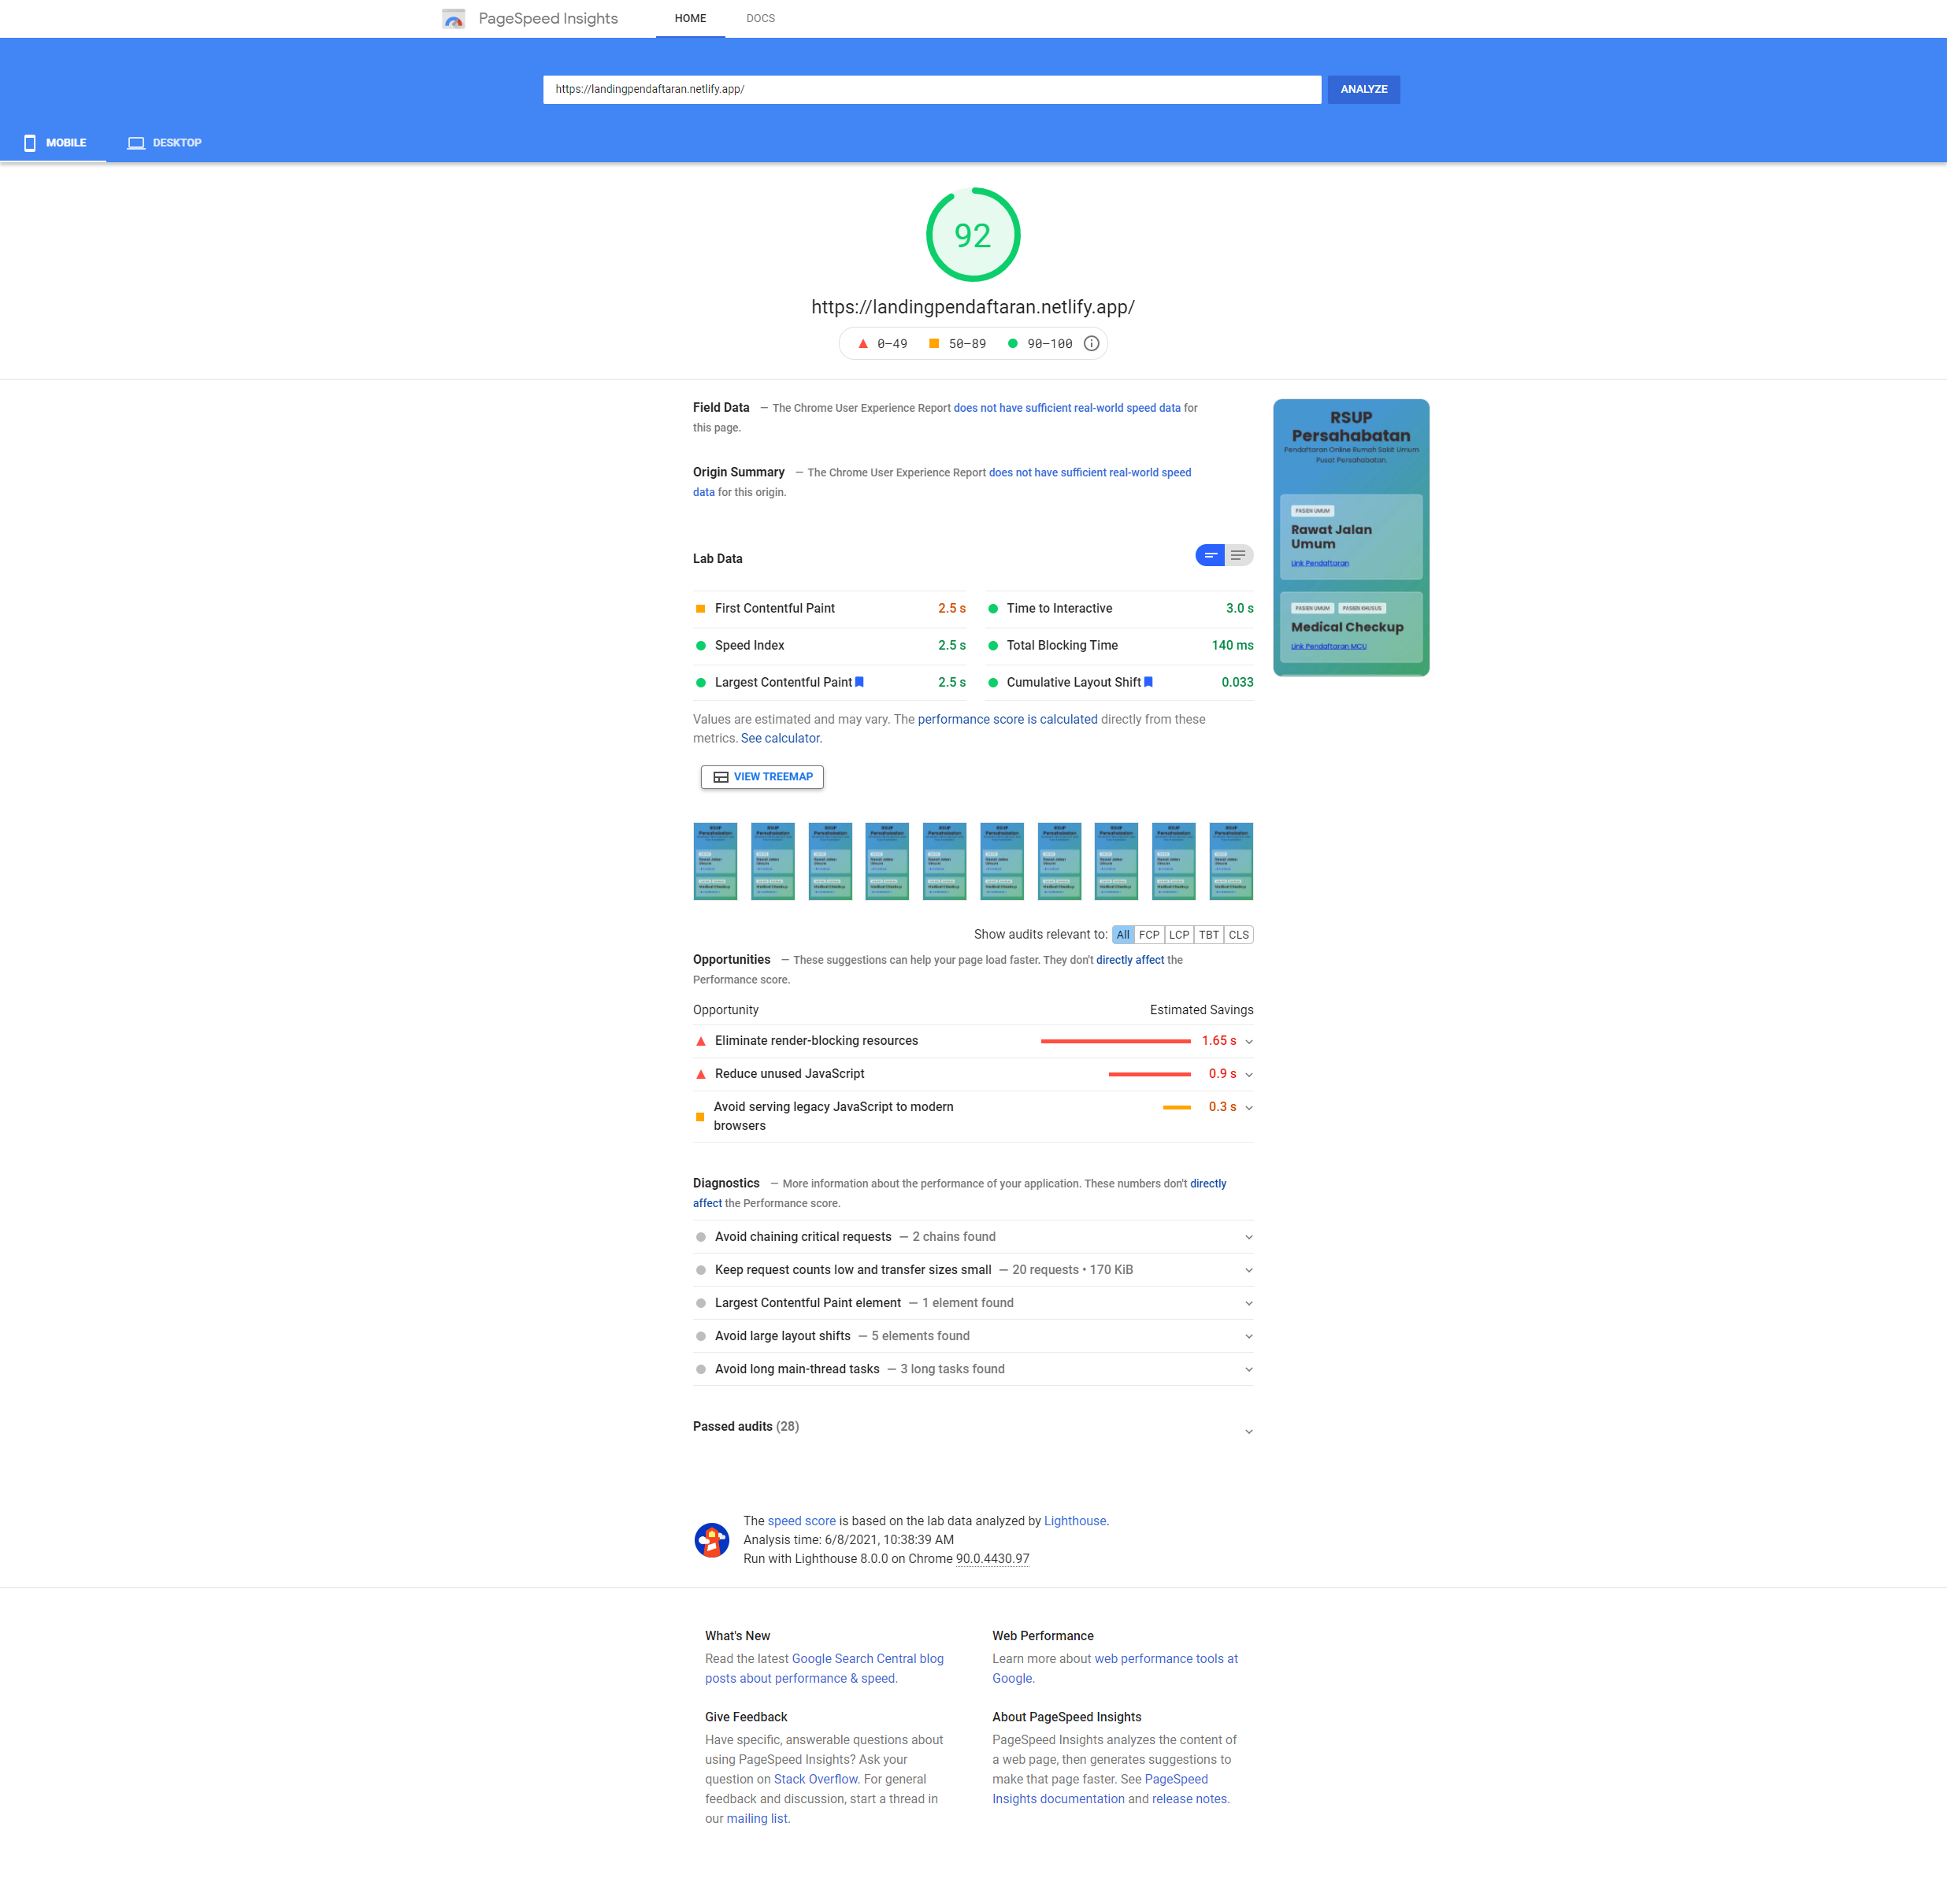 PageSpeed Insights
HOME
DOCS
https://landingpendaftaran.netlify.app/
ANALYZE
MOBILE
DESKTOP
92
https://landingpendaftaran.netlify.app/
0–49
50–89
90–100
Field Data — The Chrome User Experience Report does not have sufficient real-world speed data for
this page.
Origin Summary — The Chrome User Experience Report does not have sufficient real-world speed
data for this origin.
RSUP
Persahabatan
Pendaftaran Online Rumah Sakit Umum
Pusat Persahabatan.
PASIEN UMUM
Rawat Jalan
Umum
Link Pendaftaran
PASIEN UMUM
PASIEN KHUSUS
Medical Checkup
Link Pendaftaran MCU
Lab Data
First Contentful Paint 2.5 s
Time to Interactive 3.0 s
Speed Index 2.5 s
Total Blocking Time 140 ms
Largest Contentful Paint 2.5 s
Cumulative Layout Shift 0.033
Values are estimated and may vary. The performance score is calculated directly from these
metrics. See calculator.
VIEW TREEMAP
Show audits relevant to: All FCP LCP TBT CLS
Opportunities — These suggestions can help your page load faster. They don't directly affect the
Performance score.
Opportunity Estimated Savings
Eliminate render-blocking resources 1.65 s
Reduce unused JavaScript 0.9 s
Avoid serving legacy JavaScript to modern
browsers
0.3 s
Diagnostics — More information about the performance of your application. These numbers don't directly
affect the Performance score.
Avoid chaining critical requests — 2 chains found
Keep request counts low and transfer sizes small — 20 requests • 170 KiB
Largest Contentful Paint element — 1 element found
Avoid large layout shifts — 5 elements found
Avoid long main-thread tasks — 3 long tasks found
Passed audits (28)
The speed score is based on the lab data analyzed by Lighthouse.
Analysis time: 6/8/2021, 10:38:39 AM
Run with Lighthouse 8.0.0 on Chrome 90.0.4430.97
What's New
Read the latest Google Search Central blog
posts about performance & speed.
Web Performance
Learn more about web performance tools at
Google.
Give Feedback
Have specific, answerable questions about
using PageSpeed Insights? Ask your
question on Stack Overflow. For general
feedback and discussion, start a thread in
our mailing list.
About PageSpeed Insights
PageSpeed Insights analyzes the content of
a web page, then generates suggestions to
make that page faster. See PageSpeed
Insights documentation and release notes.